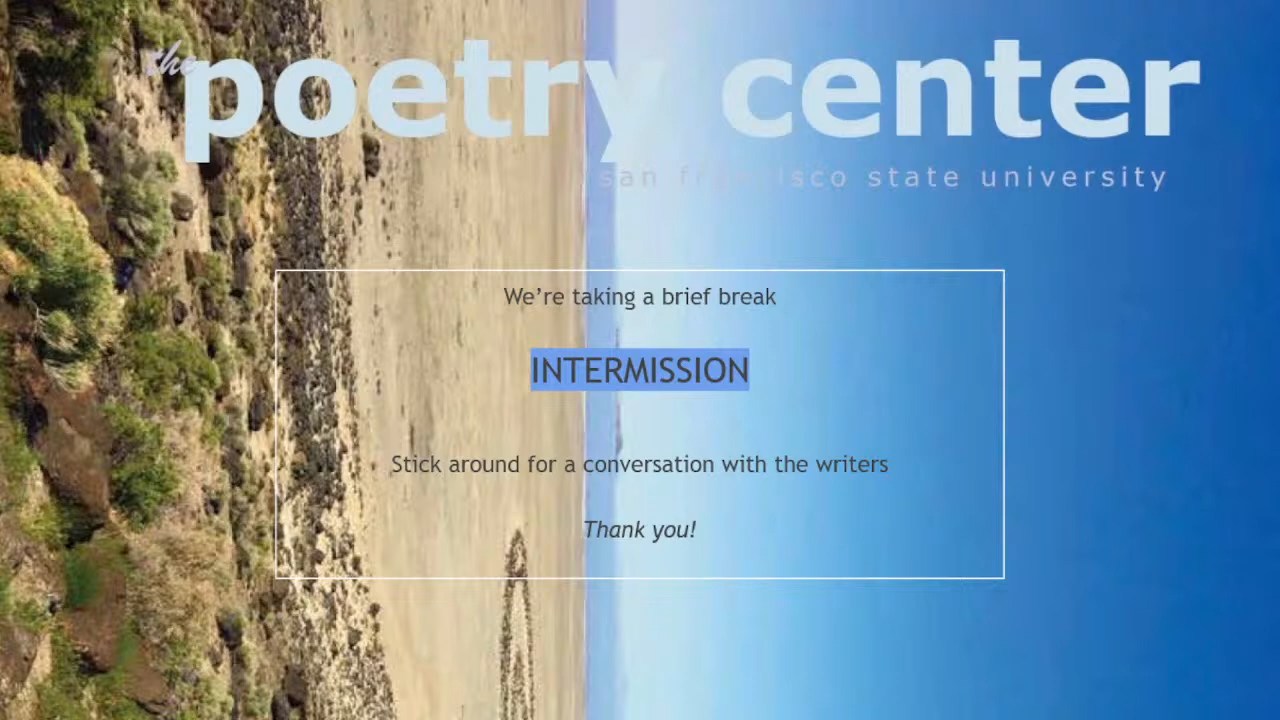 the
poetry center
san francisco state university
We’re taking a brief break
INTERMISSION
Stick around for a conversation with the writers
Thank you!